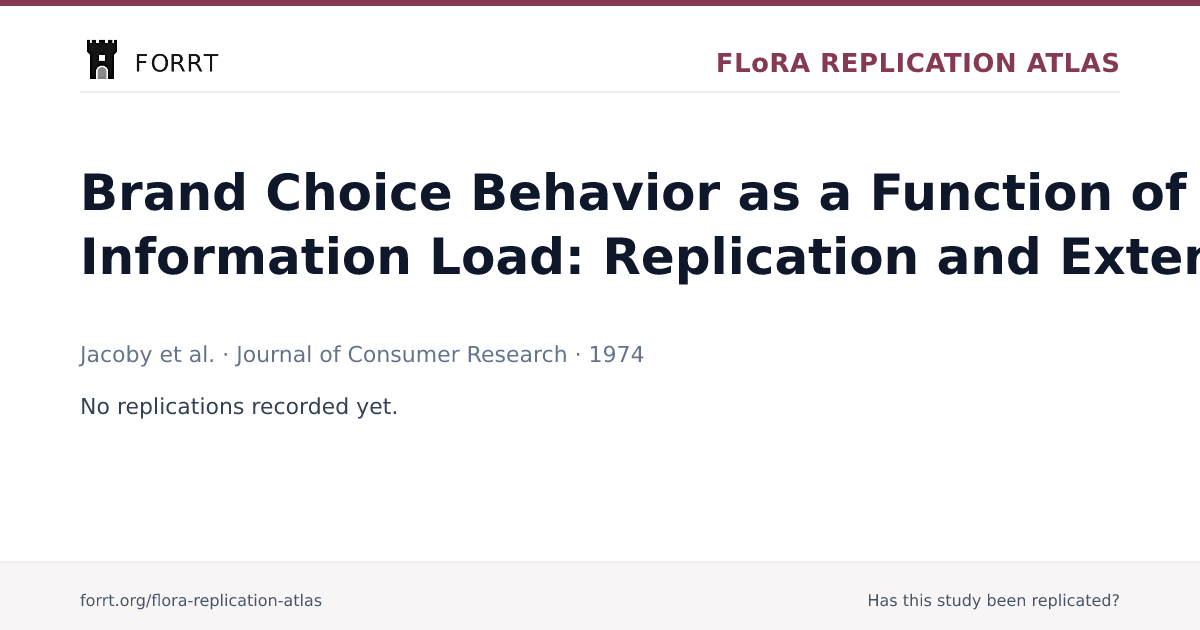 FORRT
FLoRA REPLICATION ATLAS
Brand Choice Behavior as a Function of
Information Load: Replication and
Jacoby et al. · Journal of Consumer Research · 1974
No replications recorded yet.
forrt.org/flora-replication-atlas
Has this study been replicated?